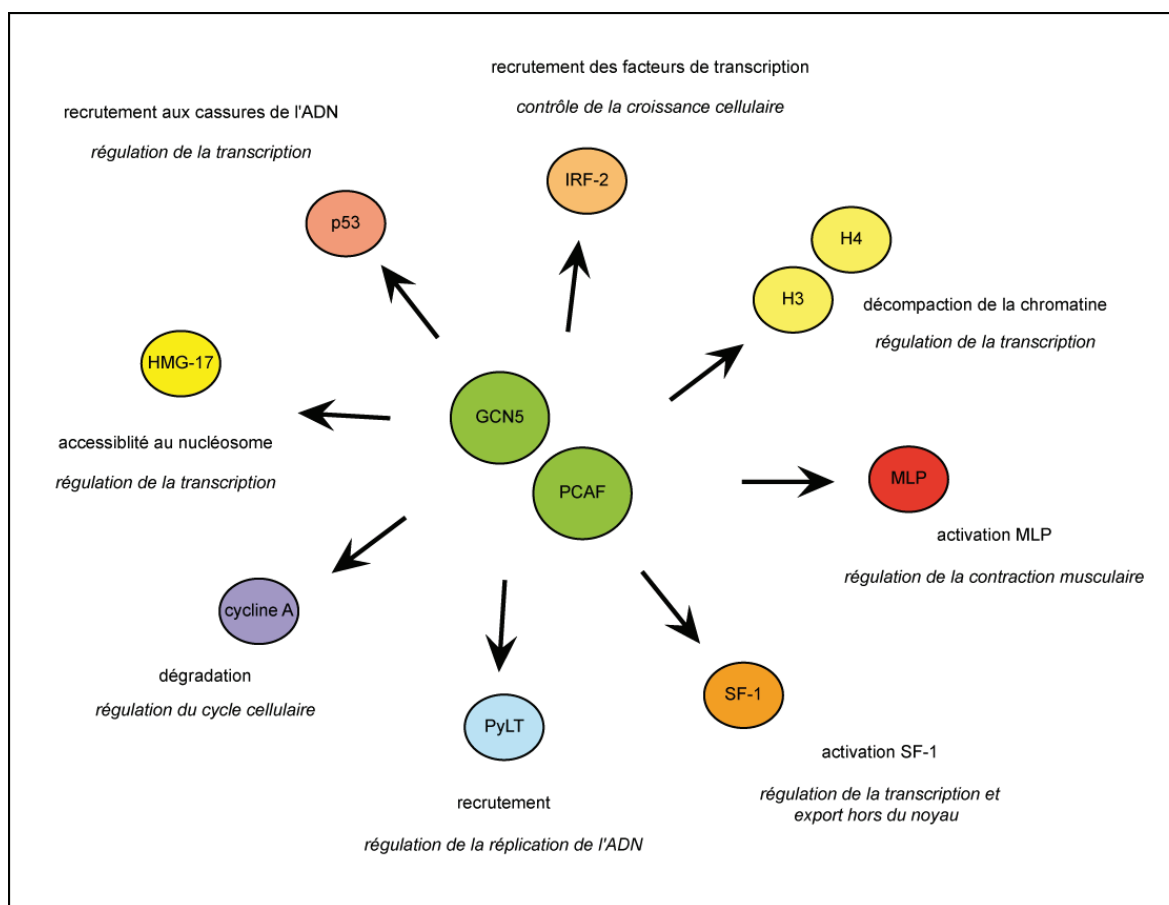 recrutement des facteurs de transcription
contrôle de la croissance cellulaire
IRF-2
recrutement aux cassures de l'ADN
régulation de la transcription
p53
H4
H3
décompaction de la chromatine
régulation de la transcription
HMG-17
accessiblité au nucléosome
régulation de la transcription
GCN5
PCAF
MLP
activation MLP
régulation de la contraction musculaire
cycline A
dégradation
régulation du cycle cellulaire
PyLT
recrutement
régulation de la réplication de l'ADN
SF-1
activation SF-1
régulation de la transcription et
export hors du noyau